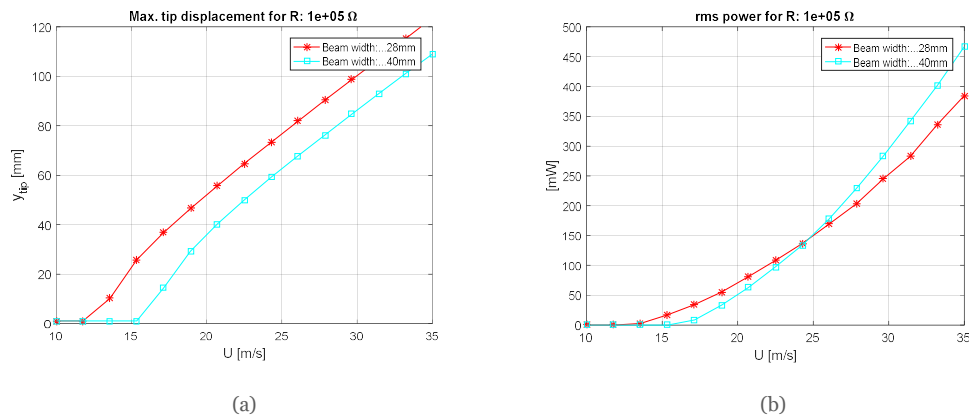 Max. tip displacement for R: 1e+05 Ω
y_tip [mm]
120
100
80
60
40
20
0
10 15 20 25 30 35
U [m/s]
Beam width:...28mm
Beam width:...40mm
(a)
rms power for R: 1e+05 Ω
[mW]
500
450
400
350
300
250
200
150
100
50
0
10 15 20 25 30 35
U [m/s]
Beam width:...28mm
Beam width:...40mm
(b)